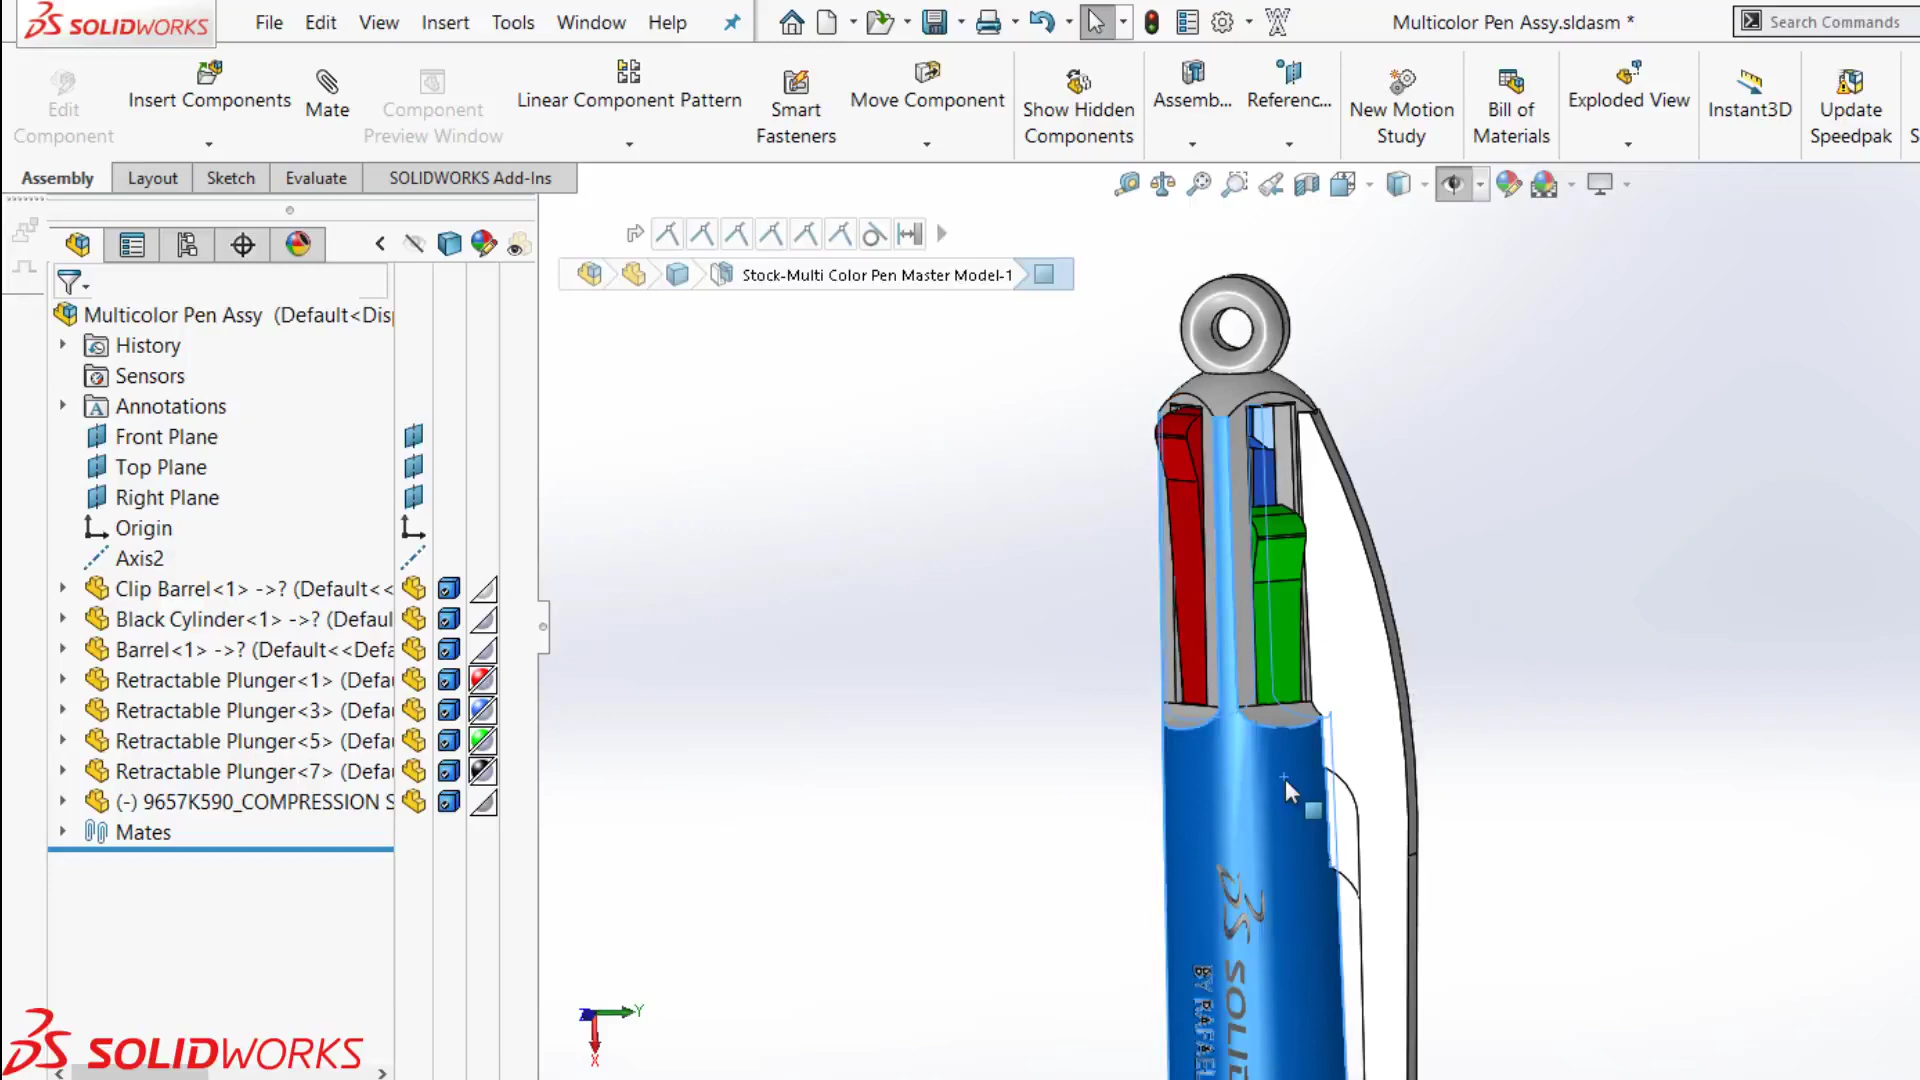 SOLIDWORKS
File Edit View Insert Tools Window Help
Multicolor Pen Assy.sldasm *
Search Commands
Edit Component
Insert Components
Mate
Component Preview Window
Linear Component Pattern
Smart Fasteners
Move Component
Show Hidden Components
Assemb...
Referenc...
New Motion Study
Bill of Materials
Exploded View
Instant3D
Update Speedpak
S
Assembly Layout Sketch Evaluate SOLIDWORKS Add-Ins
Stock-Multi Color Pen Master Model-1
Multicolor Pen Assy (Default<Dis
History
Sensors
Annotations
Front Plane
Top Plane
Right Plane
Origin
Axis2
Clip Barrel<1> ->? (Default<<
Black Cylinder<1> ->? (Defaul
Barrel<1> ->? (Default<<Defa
Retractable Plunger<1> (Defa
Retractable Plunger<3> (Defa
Retractable Plunger<5> (Defa
Retractable Plunger<7> (Defa
(-) 9657K590_COMPRESSION S
Mates
SOLID
BY RAFAEL
Y
Z
X
SOLIDWORKS